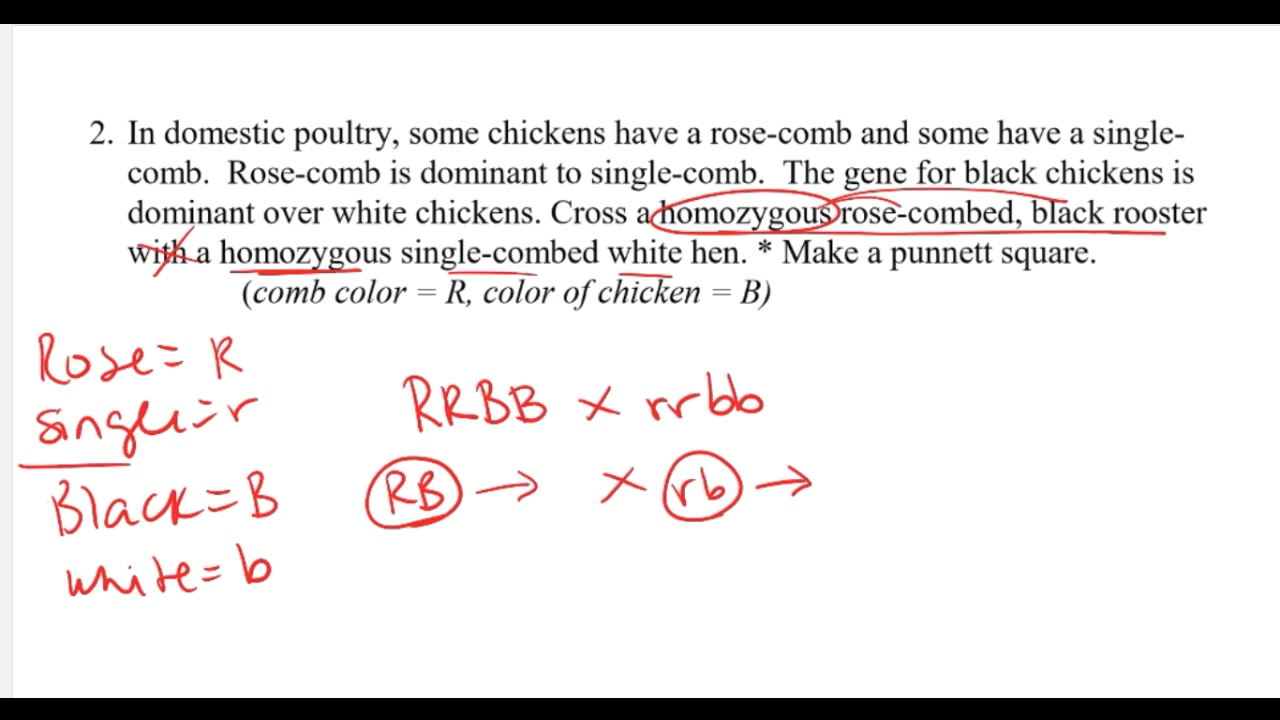 2. In domestic poultry, some chickens have a rose-comb and some have a single-
comb. Rose-comb is dominant to single-comb. The gene for black chickens is
dominant over white chickens. Cross a homozygous rose-combed, black rooster
with a homozygous single-combed white hen. * Make a punnett square.
(comb color = R, color of chicken = B)
Rose = R
single = r
Black = B
white = b
RRBB × rrbb
RB → × rb →